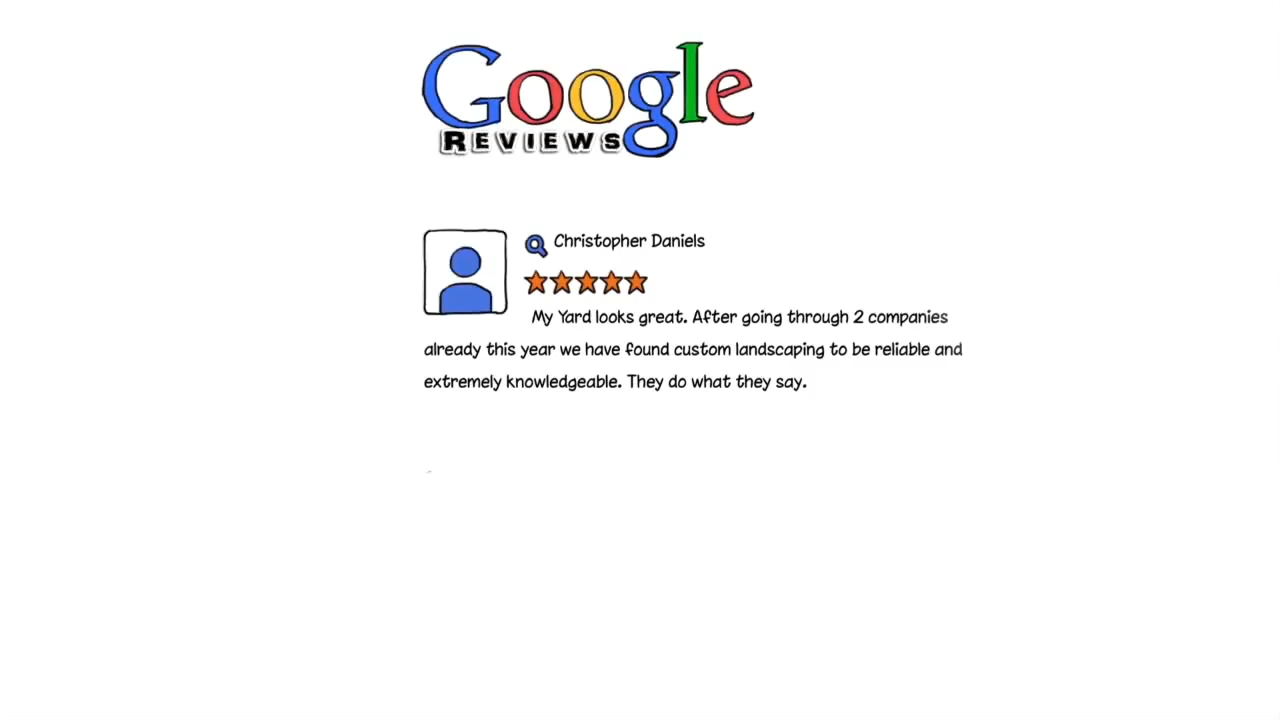 Google
REVIEWS
Christopher Daniels
My Yard looks great. After going through 2 companies
already this year we have found custom landscaping to be reliable and
extremely knowledgeable. They do what they say.